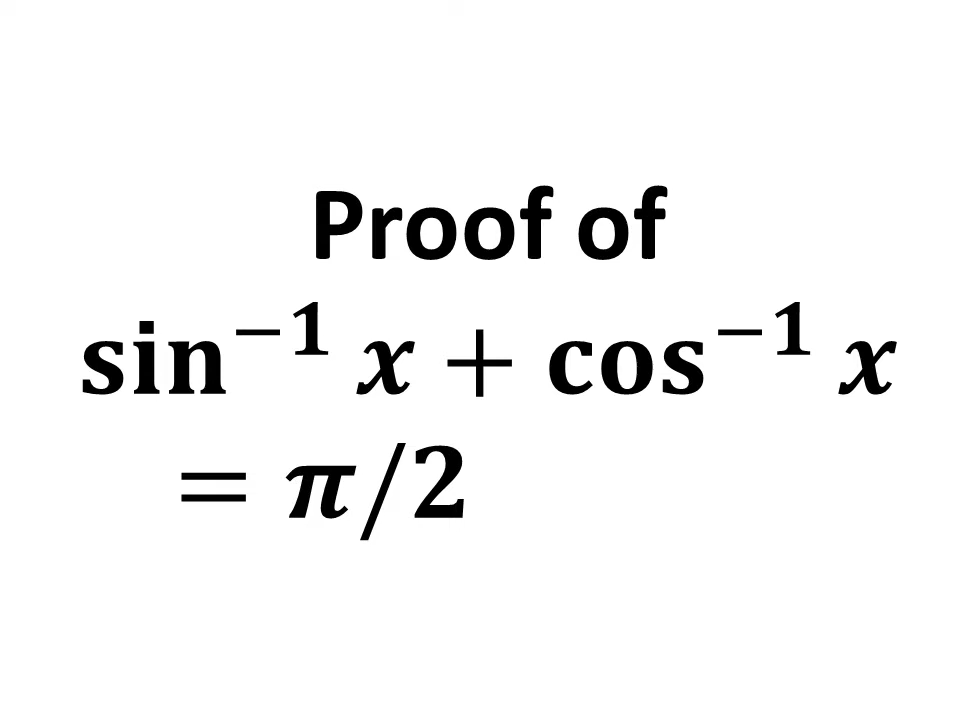 Proof of
sin⁻¹ x + cos⁻¹ x
= π/2